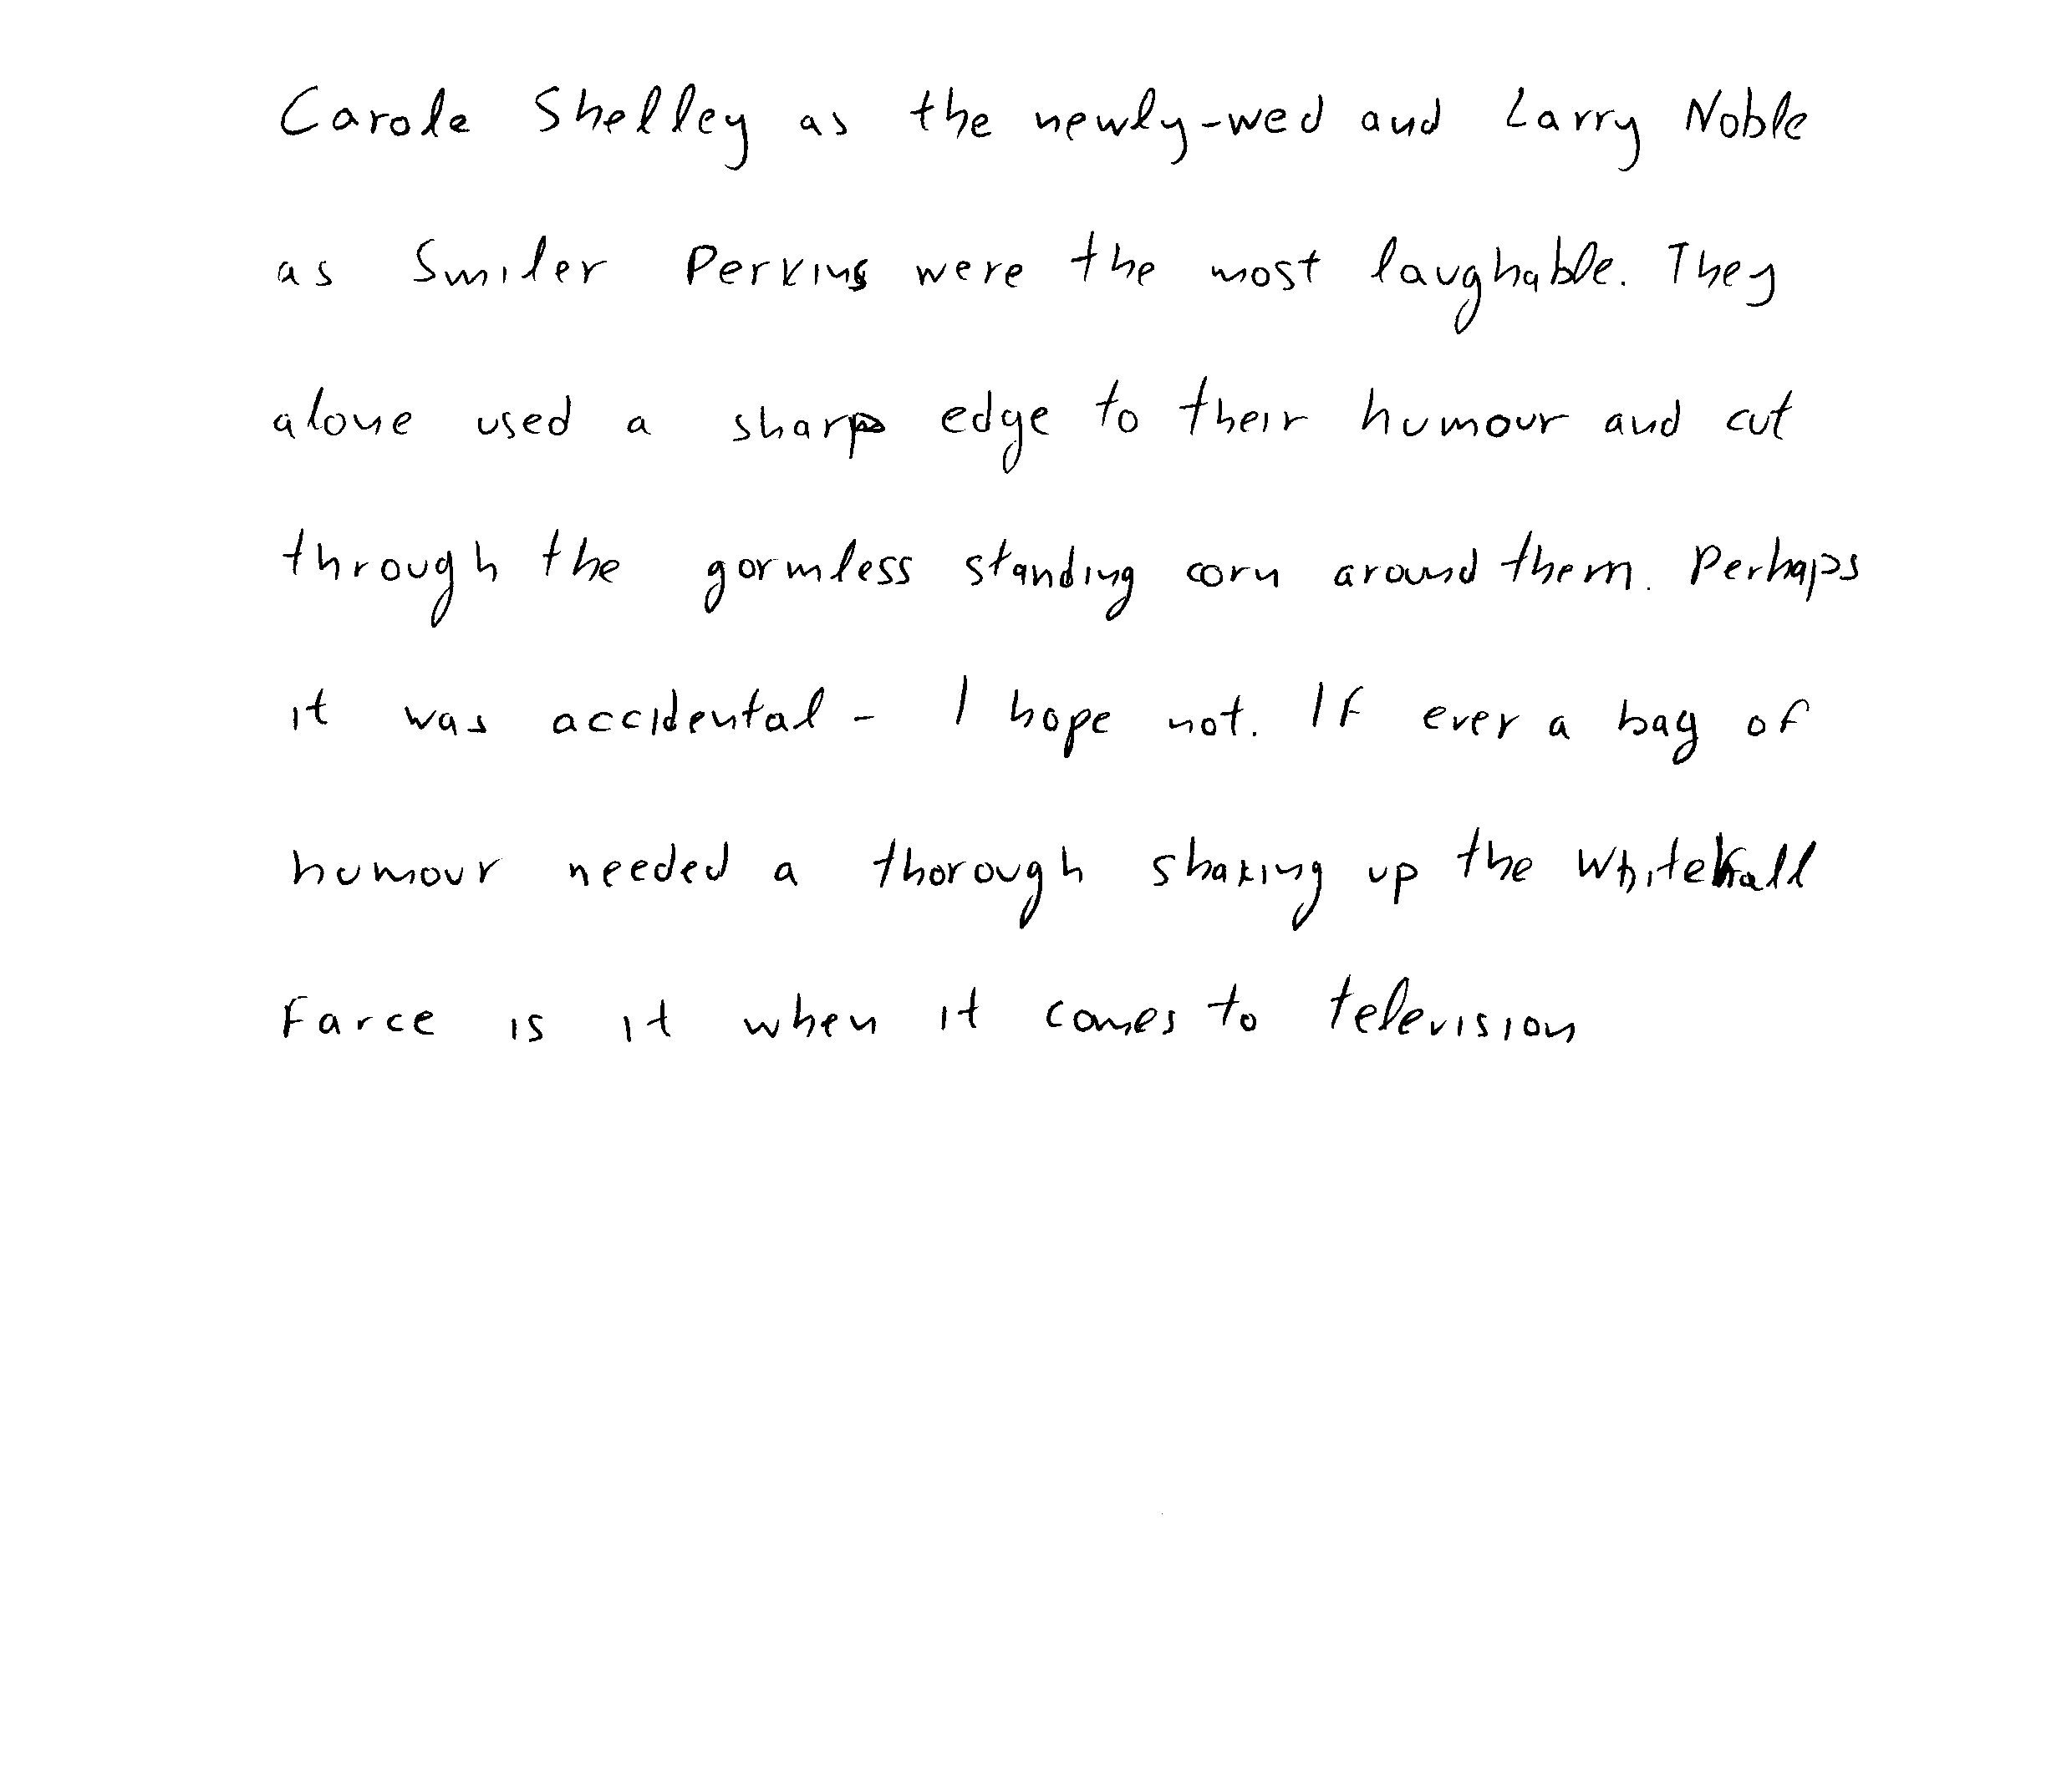 Carole Shelley as the newly-wed and Larry Noble
as Smiler Perkins were the most laughable. They
alone used a sharp edge to their humour and cut
through the gormless standing corn around them. Perhaps
it was accidental - I hope not. If ever a bag of
humour needed a thorough shaking up the Whitehall
Farce is it when it comes to television